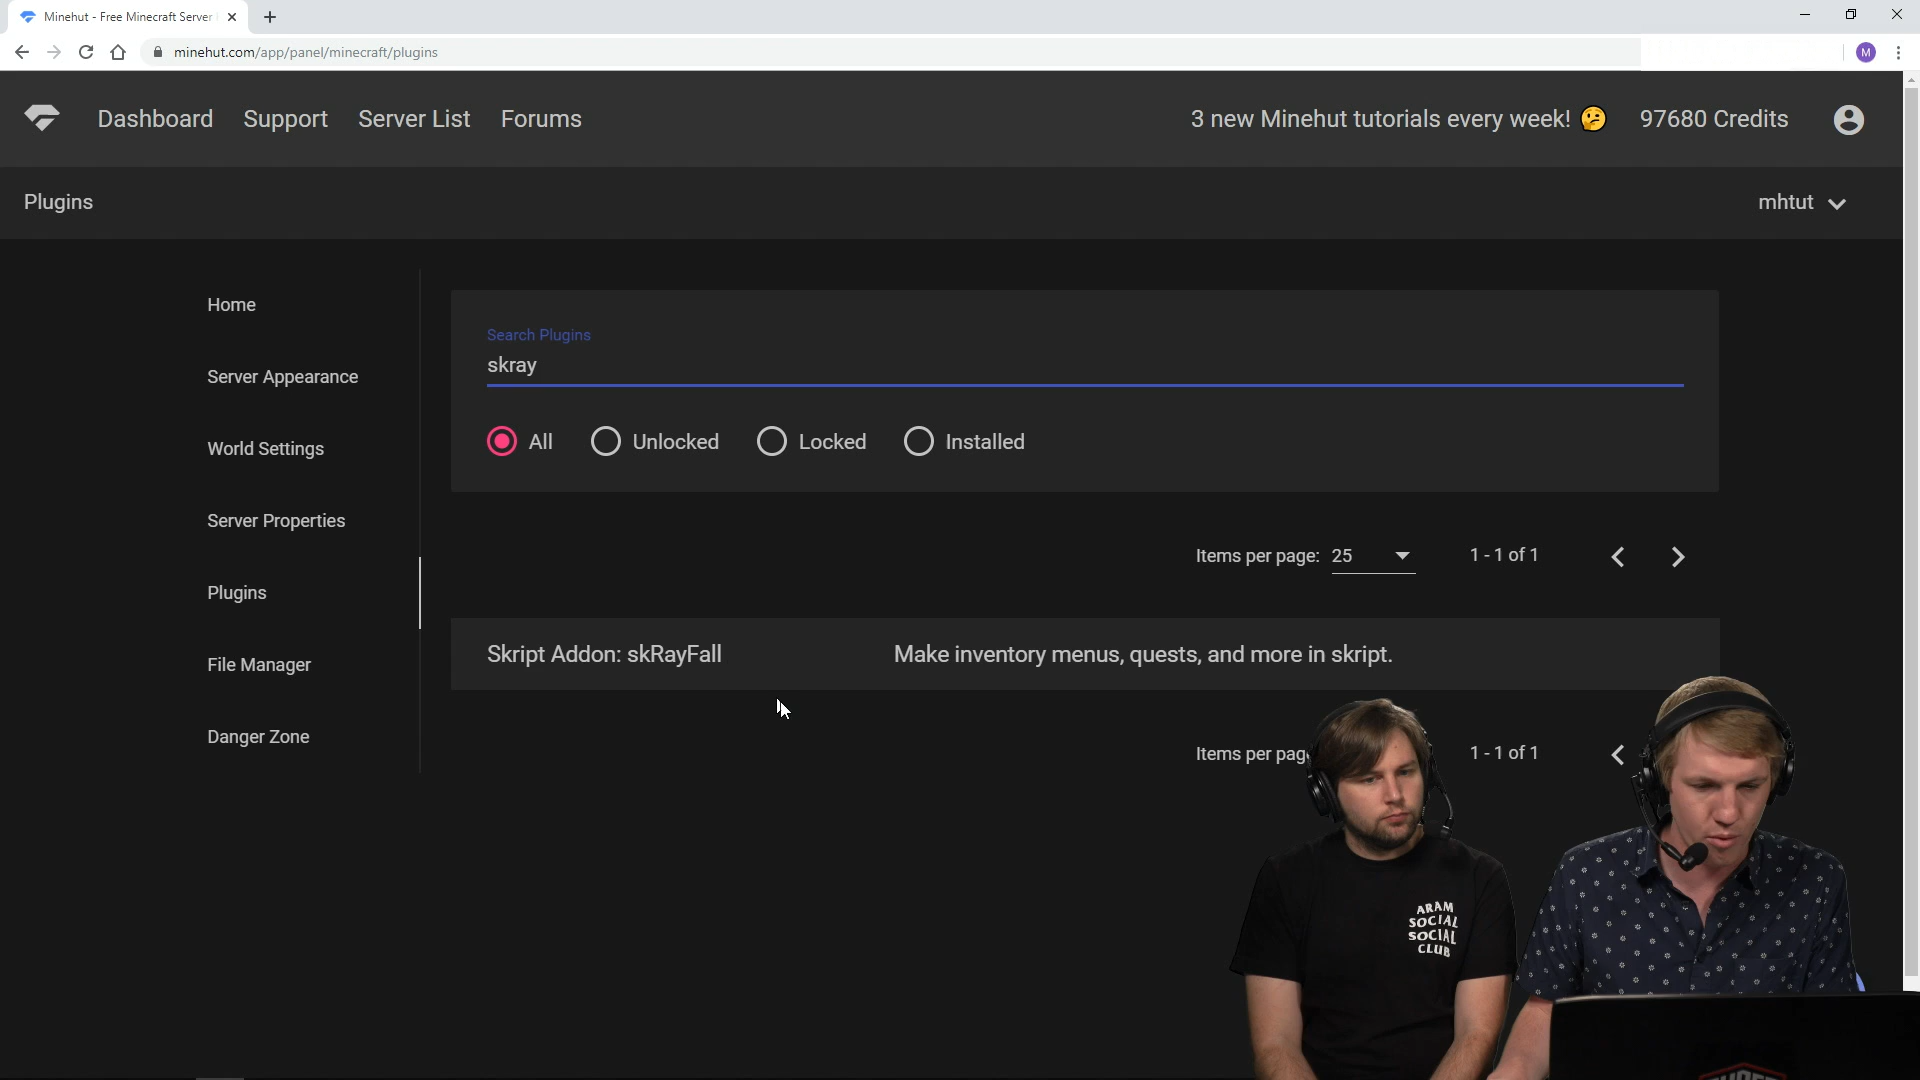 Minehut - Free Minecraft Server
minehut.com/app/panel/minecraft/plugins
M
Dashboard Support Server List Forums 3 new Minehut tutorials every week! 🤔 97680 Credits
Plugins mhtut
Home
Server Appearance
World Settings
Server Properties
Plugins
File Manager
Danger Zone
Search Plugins
skray
All Unlocked Locked Installed
Items per page: 25 1 - 1 of 1
Skript Addon: skRayFall Make inventory menus, quests, and more in skript.
Items per pag 1 - 1 of 1
ARAM
SOCIAL
SOCIAL
CLUB